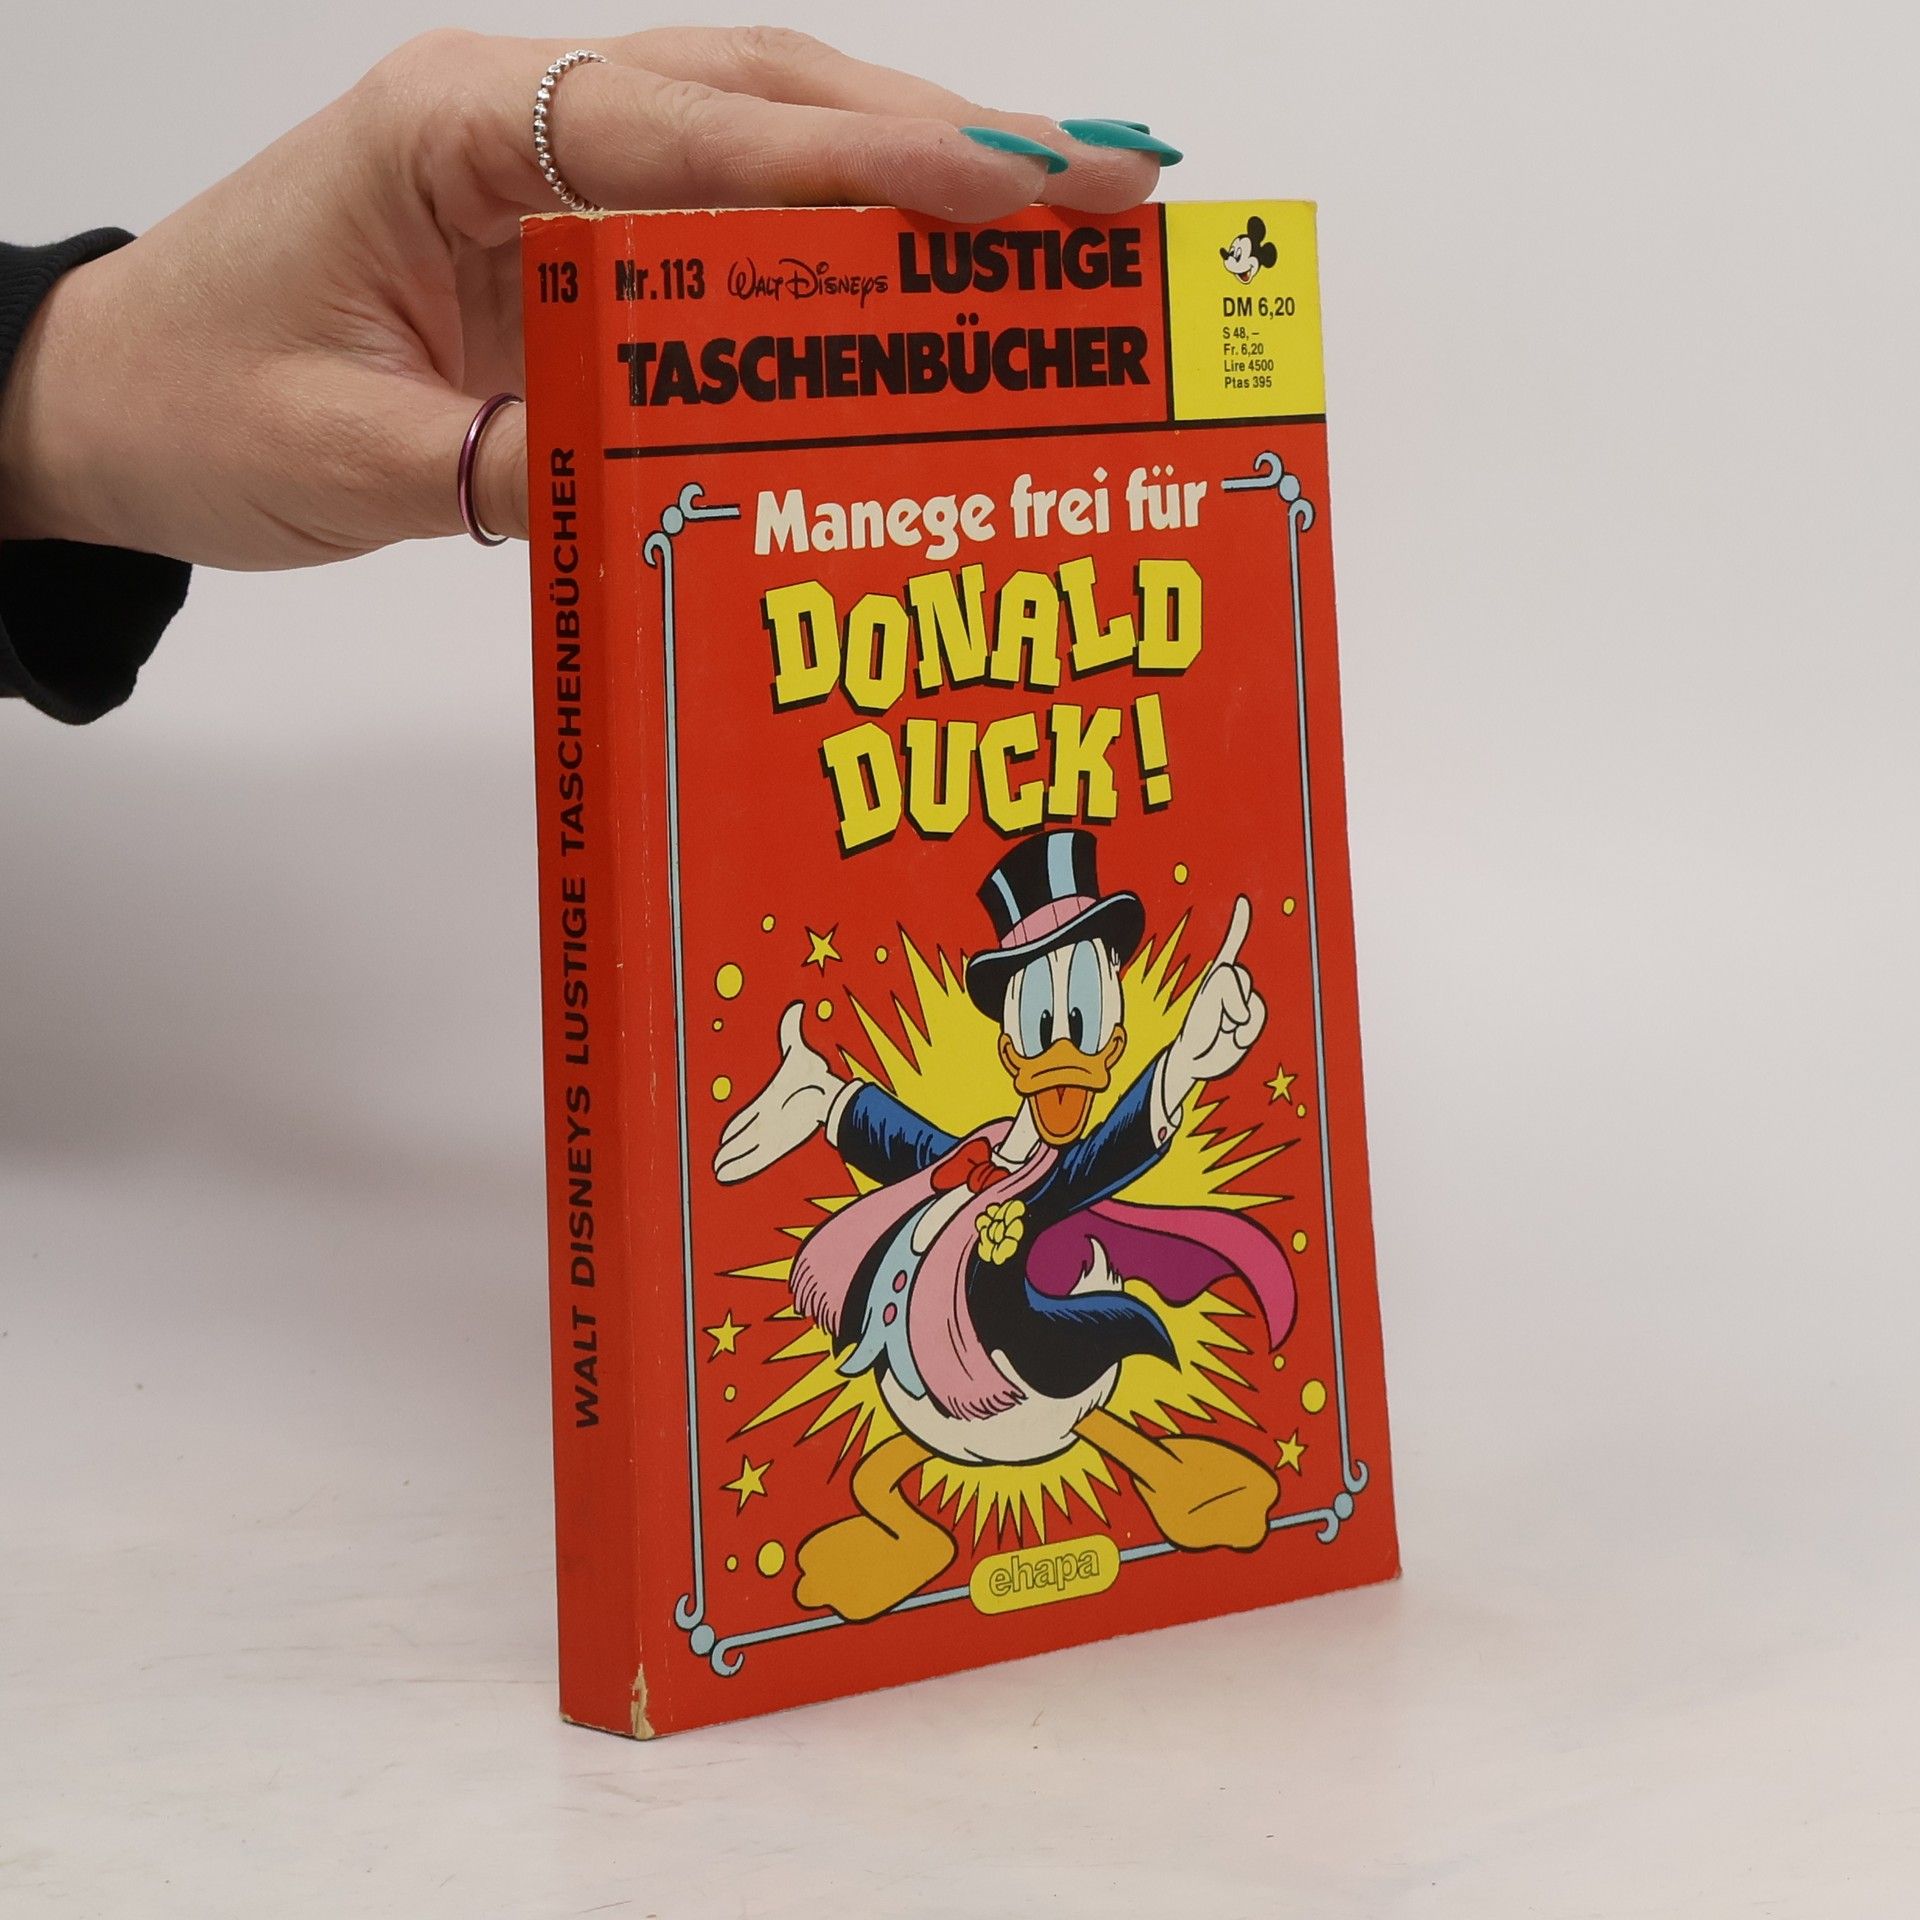 113
WALT DISNEYS LUSTIGE TASCHENBÜCHER
Nr. 113 WALT DISNEYS LUSTIGE
TASCHENBÜCHER
DM 6,20
S 48,–
Fr. 6,20
Lire 4500
Ptas 395
Manege frei für
DONALD
DUCK!
ehapa